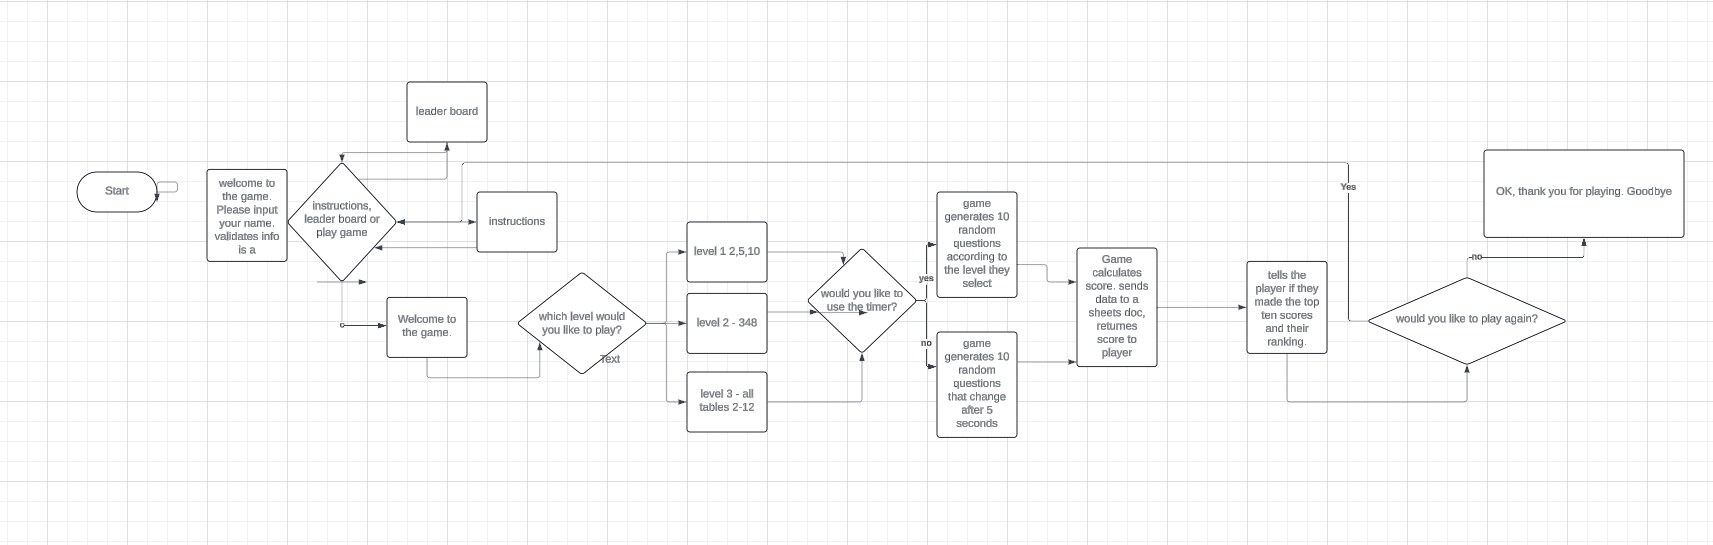 leader board
Start
welcome to
the game.
Please input
your name.
validates info
is a
instructions,
leader board or
play game
instructions
Welcome to
the game.
which level would
you like to play?
Text
level 1 2,5,10
level 2 - 348
level 3 - all
tables 2-12
would you like to
use the timer?
yes
no
game
generates 10
random
questions
according to
the level they
select
game
generates 10
random
questions
that change
after 5
seconds
Game
calculates
score. sends
data to a
sheets doc,
returnes
score to
player
tells the
player if they
made the top
ten scores
and their
ranking.
Yes
would you like to play again?
no
OK, thank you for playing. Goodbye